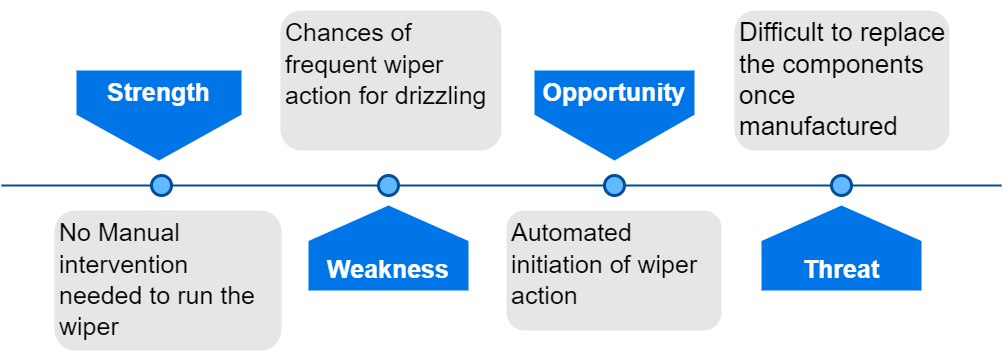 Strength
No Manual
intervention
needed to run the
wiper
Chances of
frequent wiper
action for drizzling
Weakness
Opportunity
Automated
initiation of wiper
action
Difficult to replace
the components
once
manufactured
Threat